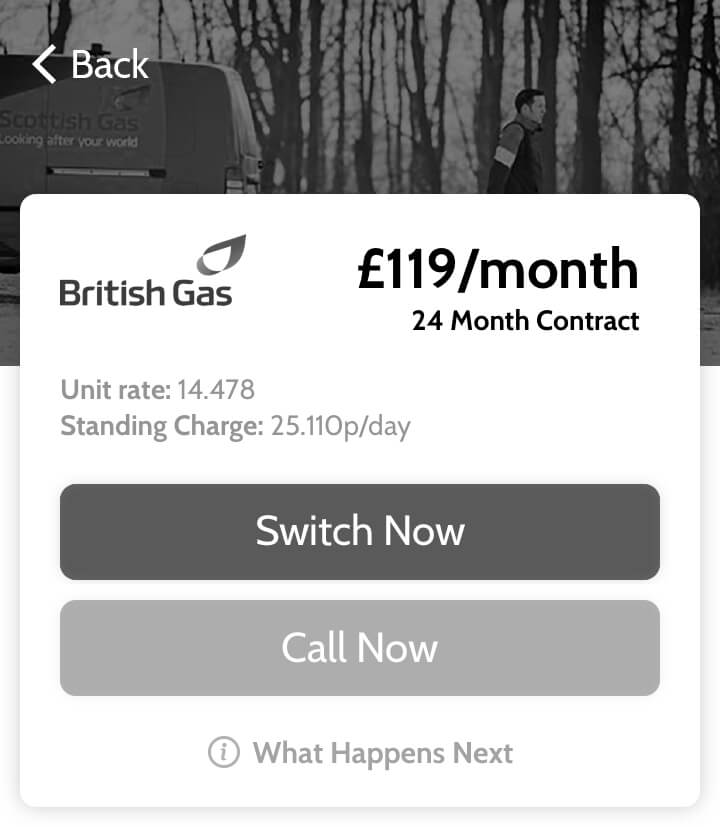 Back
Scottish Gas
Looking after your world
British Gas
£119/month
24 Month Contract
Unit rate: 14.478
Standing Charge: 25.110p/day
Switch Now
Call Now
What Happens Next